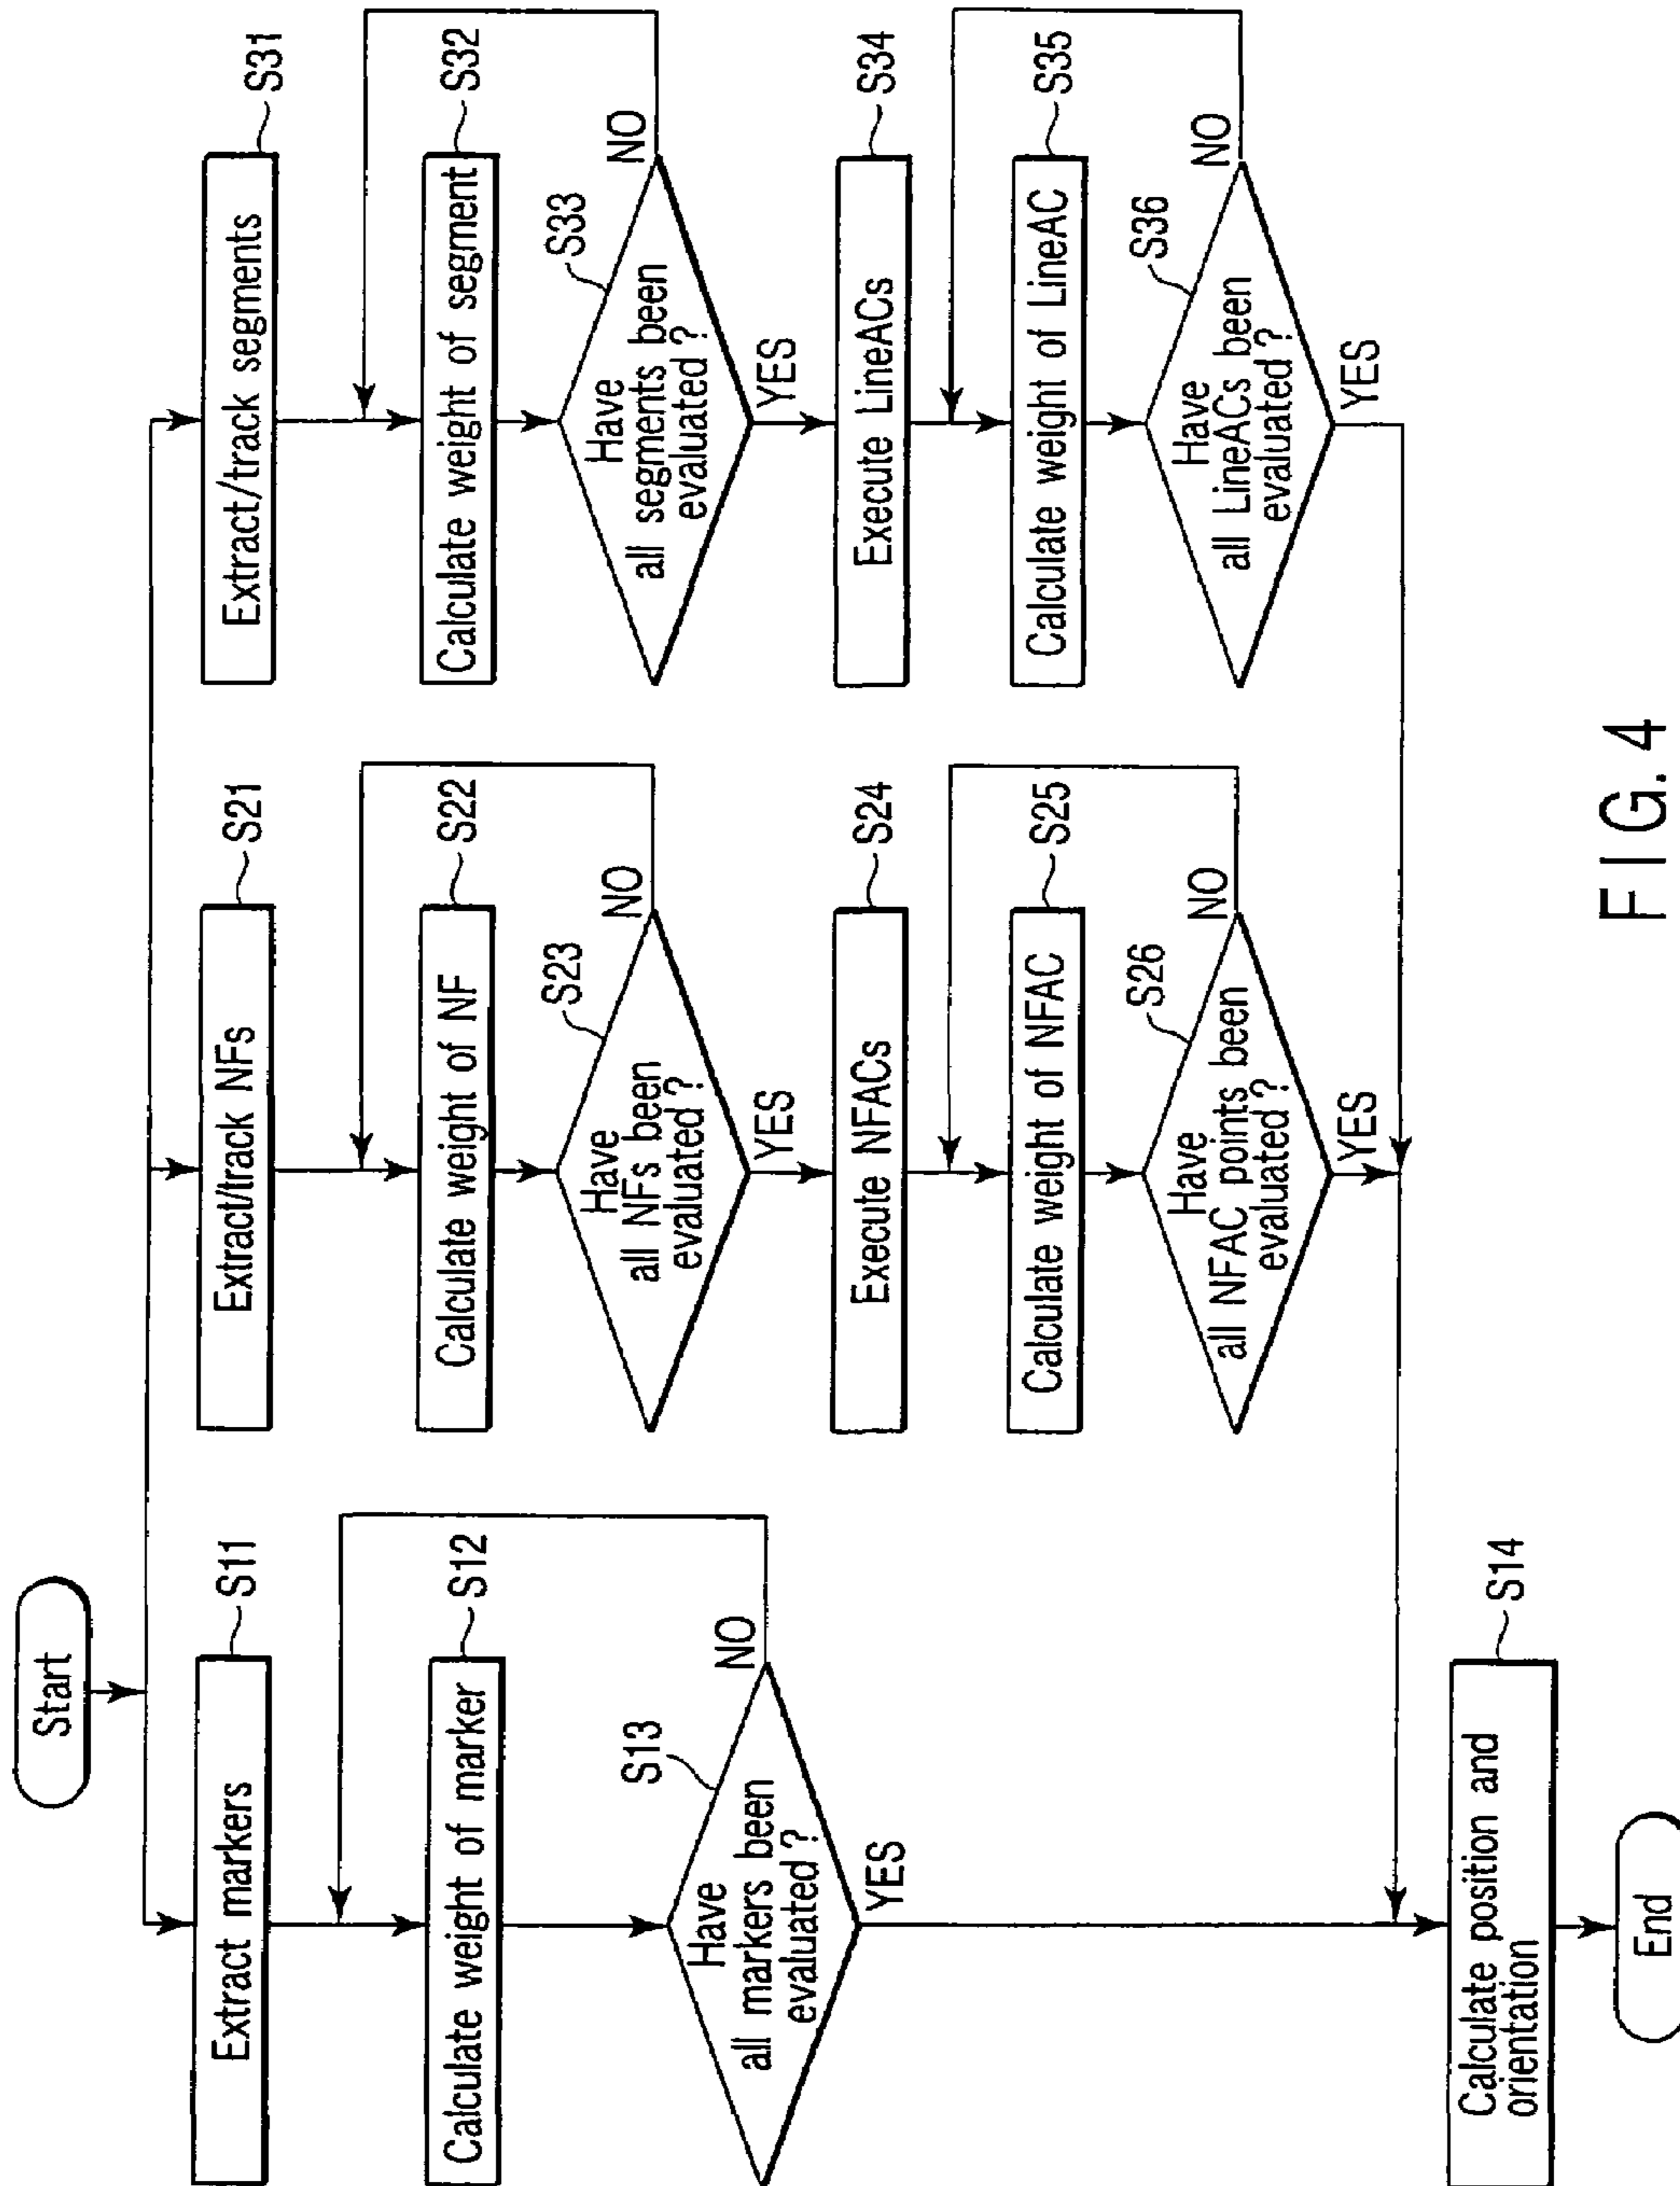 Start
Extract markers
S11
Calculate weight of marker
S12
Have
all markers been
evaluated?
S13
NO
YES
Extract/track NFs
S21
Calculate weight of NF
S22
Have
all NFs been
evaluated?
S23
NO
YES
Execute NFACs
S24
Calculate weight of NFAC
S25
Have
all NFAC points been
evaluated?
S26
NO
YES
Extract/track segments
S31
Calculate weight of segment
S32
Have
all segments been
evaluated?
S33
NO
YES
Execute LineACs
S34
Calculate weight of LineAC
S35
Have
all LineACs been
evaluated?
S36
NO
YES
Calculate position and
orientation
S14
End
FIG. 4